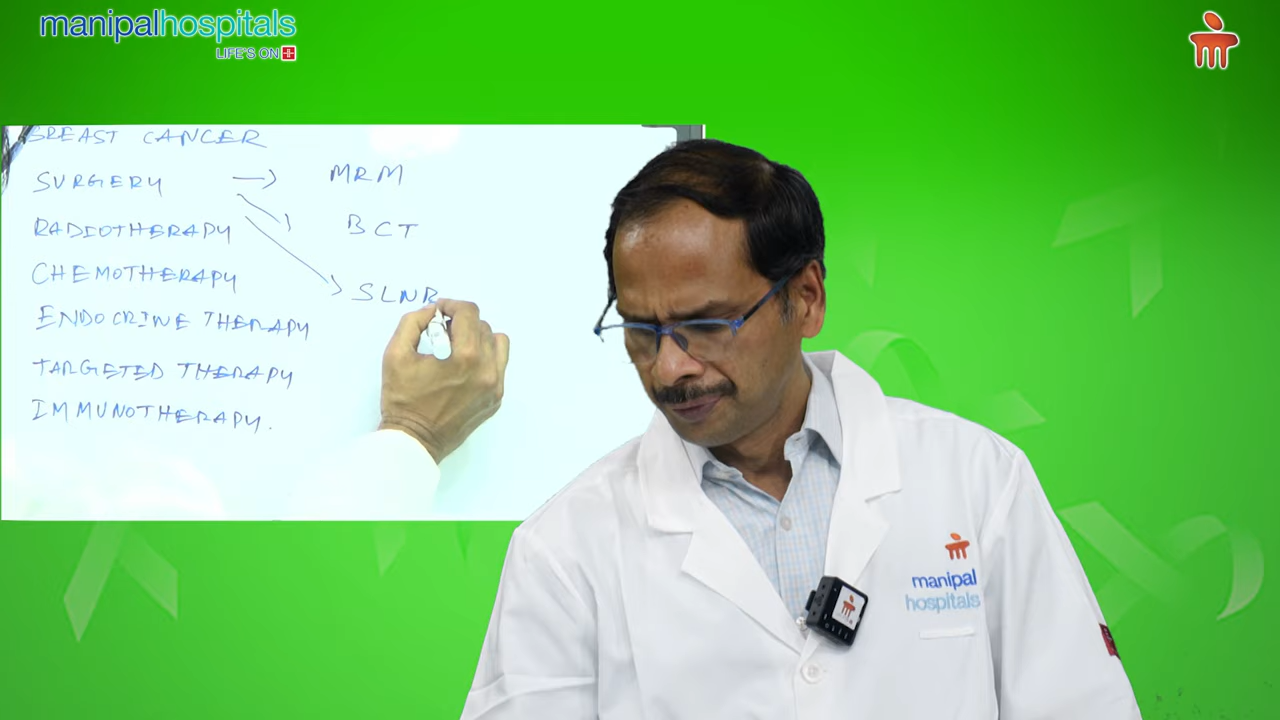 manipalhospitals
LIFE'S ON
BREAST CANCER
SURGERY → MRM
RADIOTHERAPY BCT
CHEMOTHERAPY
SLNB
ENDOCRINE THERAPY
TARGETED THERAPY
IMMUNOTHERAPY.
manipal
hospitals